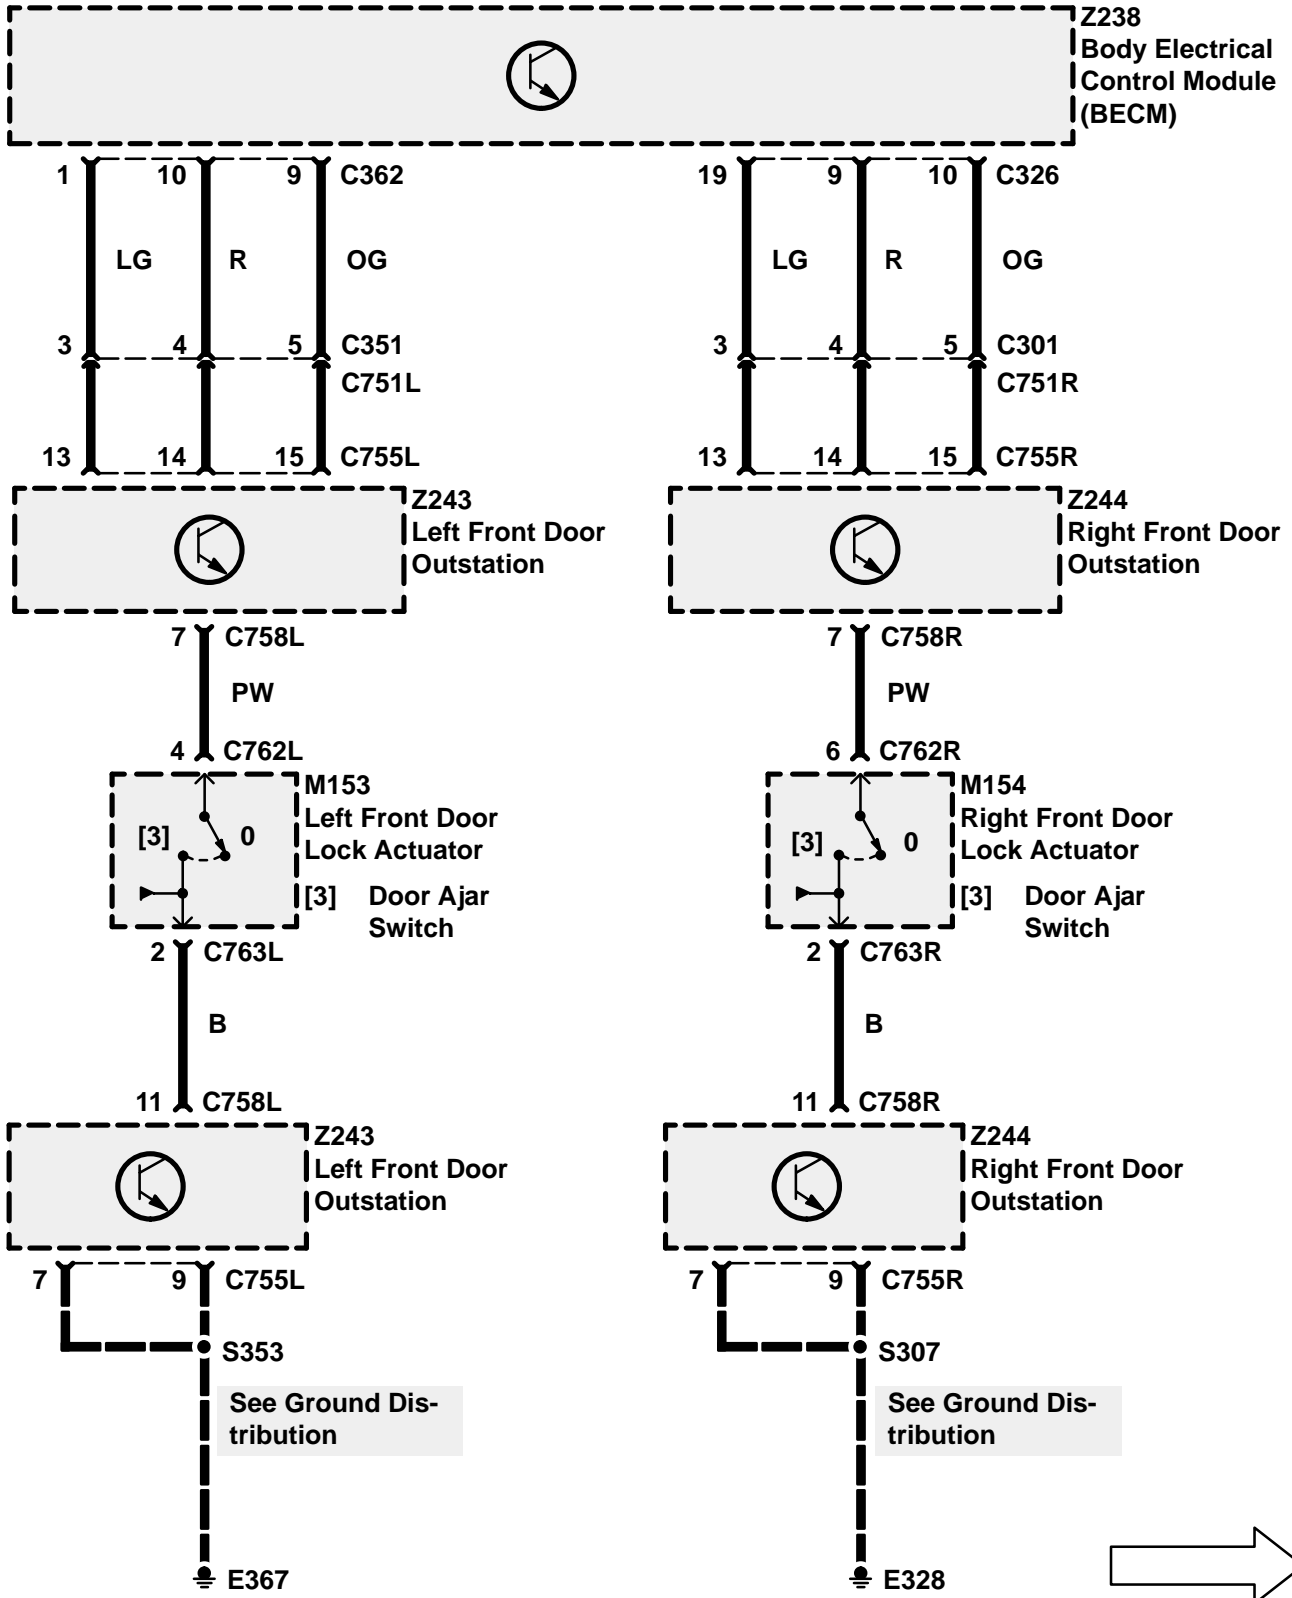 Z238
Body Electrical
Control Module
(BECM)
1 10 9 C362
19 9 10 C326
LG R OG
LG R OG
3 4 5 C351
3 4 5 C301
C751L
C751R
13 14 15 C755L
13 14 15 C755R
Z243
Left Front Door
Outstation
Z244
Right Front Door
Outstation
7 C758L
7 C758R
PW
PW
4 C762L
6 C762R
M153
Left Front Door
Lock Actuator
[3] 0
[3] Door Ajar
Switch
M154
Right Front Door
Lock Actuator
[3] 0
[3] Door Ajar
Switch
2 C763L
2 C763R
B
B
11 C758L
11 C758R
Z243
Left Front Door
Outstation
Z244
Right Front Door
Outstation
7 9 C755L
7 9 C755R
S353
S307
See Ground Dis-
tribution
See Ground Dis-
tribution
E367
E328